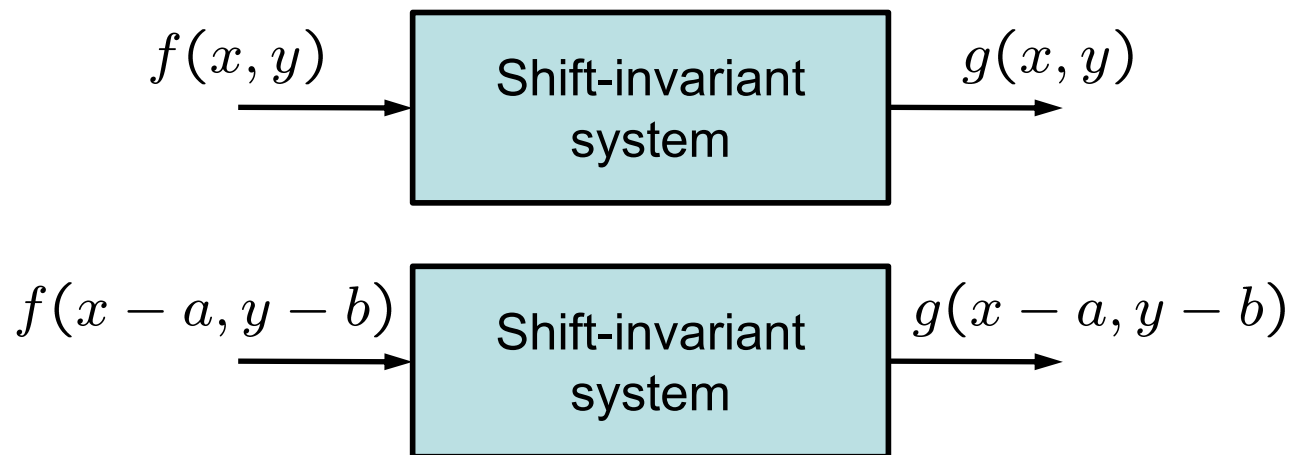 f(x, y)
Shift-invariant
system
g(x, y)
f(x − a, y − b)
Shift-invariant
system
g(x − a, y − b)